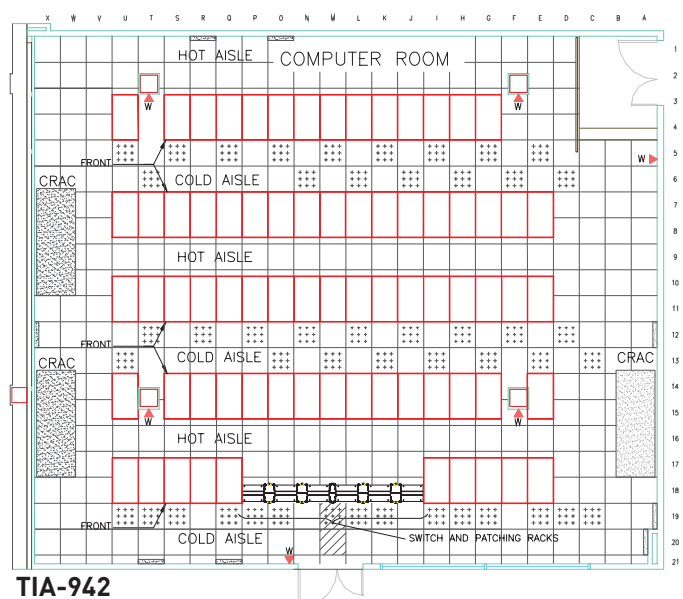 X W V U T S R Q P O N M L K J I H G F E D C B A
HOT AISLE
COMPUTER ROOM
1
2
W
W
3
4
FRONT
5
W
COLD AISLE
6
CRAC
7
8
HOT AISLE
9
10
11
FRONT
12
COLD AISLE
13
CRAC
CRAC
14
W
W
15
HOT AISLE
16
17
18
19
FRONT
COLD AISLE
SWITCH AND PATCHING RACKS
20
W
21
TIA-942